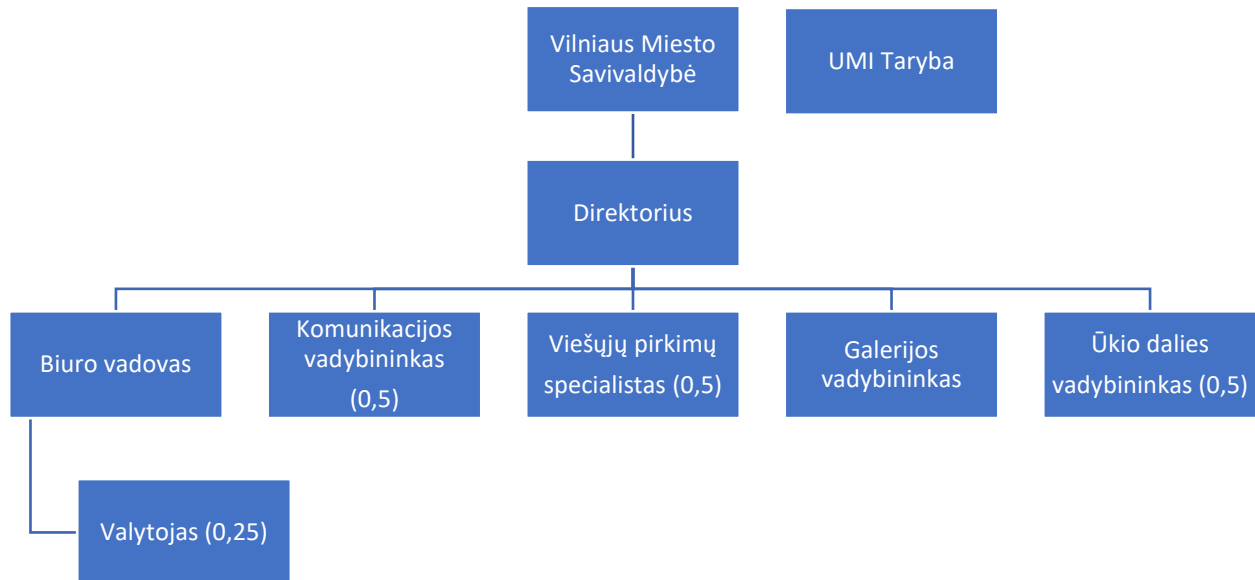 Vilniaus Miesto
Savivaldybė
UMI Taryba
Direktorius
Biuro vadovas
Komunikacijos
vadybininkas
(0,5)
Viešųjų pirkimų
specialistas (0,5)
Galerijos
vadybininkas
Ūkio dalies
vadybininkas (0,5)
Valytojas (0,25)